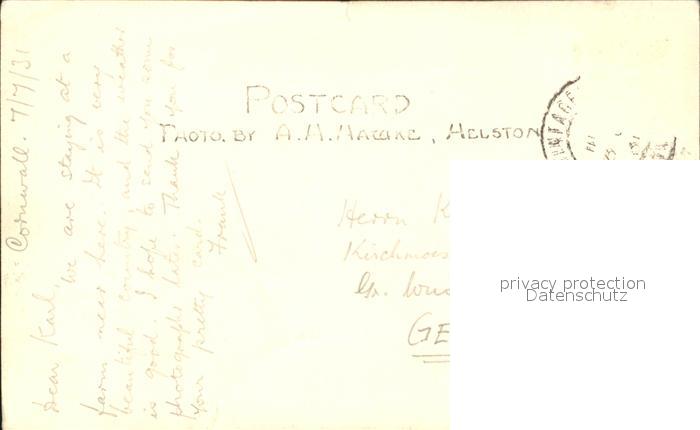 POSTCARD
PHOTO. BY A. H. HAWKE, HELSTON
Cornwall. 7/7/31
Dear Karl,
We are staying at a
farm near here. It is very
beautiful country and the weather
is good. I hope to send you some
photographs later. Thank you for
your pretty card.
Frank
Herrn K
Kirchmoes
Gr.
GE
privacy protection
Datenschutz